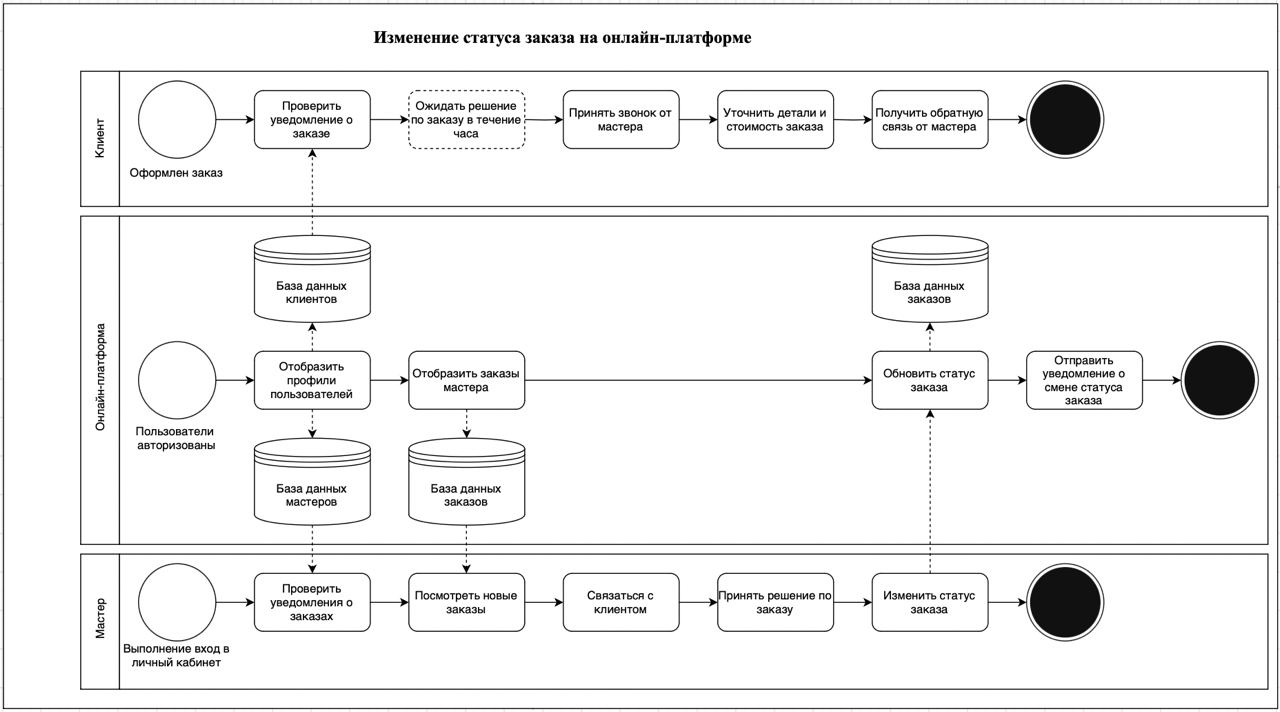 Изменение статуса заказа на онлайн-платформе
Клиент
Оформлен заказ
Проверить
уведомление о
заказе
Ожидать решение
по заказу в течение
часа
Принять звонок от
мастера
Уточнить детали и
стоимость заказа
Получить обратную
связь от мастера
Онлайн-платформа
Пользователи
авторизованы
База данных
клиентов
Отобразить
профили
пользователей
База данных
мастеров
Отобразить заказы
мастера
База данных
заказов
База данных
заказов
Обновить статус
заказа
Отправить
уведомление о
смене статуса
заказа
Мастер
Выполнение вход в
личный кабинет
Проверить
уведомления о
заказах
Посмотреть новые
заказы
Связаться с
клиентом
Принять решение по
заказу
Изменить статус
заказа